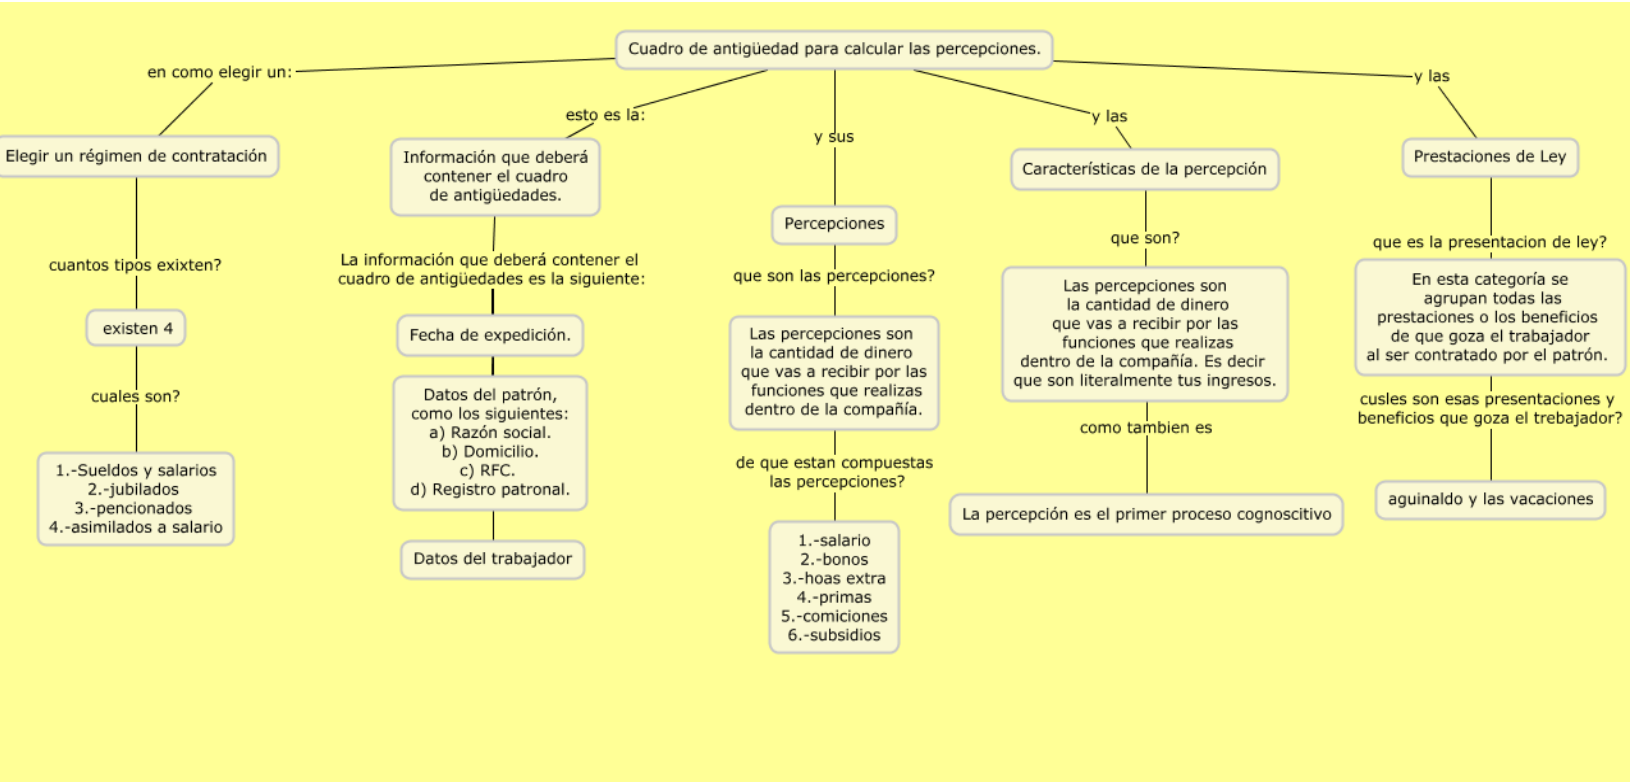 Cuadro de antigüedad para calcular las percepciones.
en como elegir un:
Elegir un régimen de contratación
cuantos tipos exixten?
existen 4
cuales son?
1.-Sueldos y salarios
2.-jubilados
3.-pencionados
4.-asimilados a salario
esto es la:
Información que deberá
contener el cuadro
de antigüedades.
La información que deberá contener el
cuadro de antigüedades es la siguiente:
Fecha de expedición.
Datos del patrón,
como los siguientes:
a) Razón social.
b) Domicilio.
c) RFC.
d) Registro patronal.
Datos del trabajador
y sus
Percepciones
que son las percepciones?
Las percepciones son
la cantidad de dinero
que vas a recibir por las
funciones que realizas
dentro de la compañía.
de que estan compuestas
las percepciones?
1.-salario
2.-bonos
3.-hoas extra
4.-primas
5.-comiciones
6.-subsidios
y las
Características de la percepción
que son?
Las percepciones son
la cantidad de dinero
que vas a recibir por las
funciones que realizas
dentro de la compañía. Es decir
que son literalmente tus ingresos.
como tambien es
La percepción es el primer proceso cognoscitivo
y las
Prestaciones de Ley
que es la presentacion de ley?
En esta categoría se
agrupan todas las
prestaciones o los beneficios
de que goza el trabajador
al ser contratado por el patrón.
cusles son esas presentaciones y
beneficios que goza el trebajador?
aguinaldo y las vacaciones